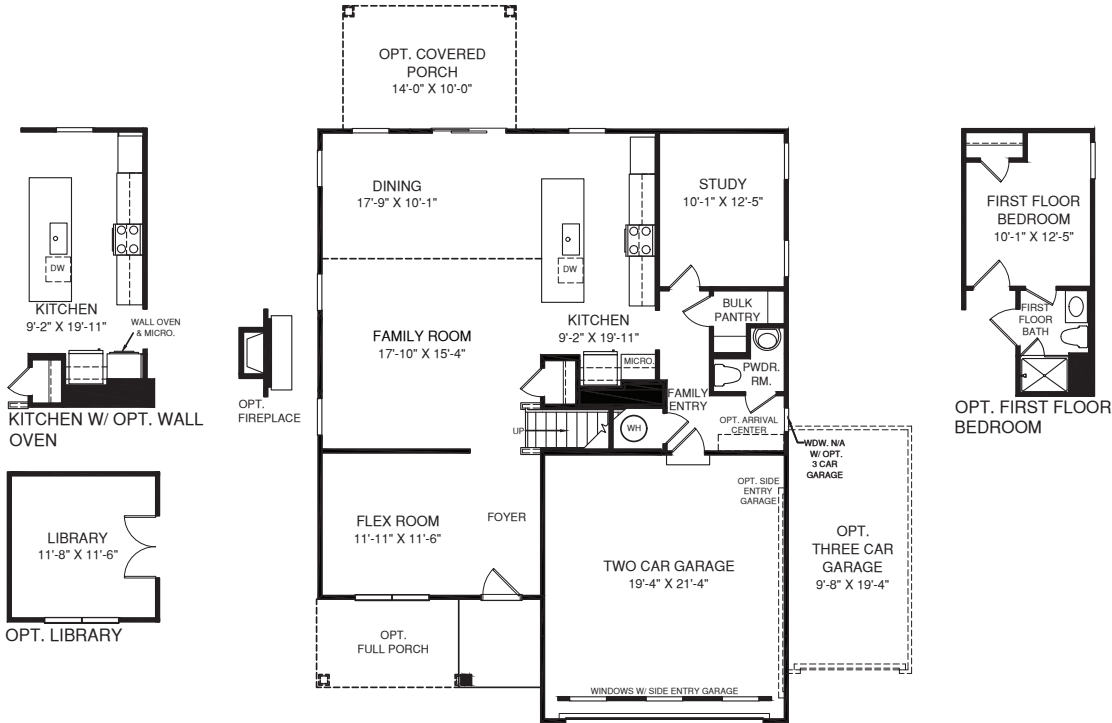 OPT. COVERED
PORCH
14'-0" X 10'-0"
DINING
17'-9" X 10'-1"
STUDY
10'-1" X 12'-5"
DW
KITCHEN
9'-2" X 19'-11"
BULK
PANTRY
FAMILY ROOM
17'-10" X 15'-4"
MICRO.
PWDR.
RM.
FAMILY
ENTRY
OPT. ARRIVAL
CENTER
UP
WH
WDW. N/A
W/ OPT.
3 CAR
GARAGE
OPT. SIDE
ENTRY
GARAGE
FLEX ROOM
11'-11" X 11'-6"
FOYER
TWO CAR GARAGE
19'-4" X 21'-4"
OPT.
THREE CAR
GARAGE
9'-8" X 19'-4"
OPT.
FULL PORCH
WINDOWS W/ SIDE ENTRY GARAGE
DW
KITCHEN
9'-2" X 19'-11"
WALL OVEN
& MICRO.
KITCHEN W/ OPT. WALL
OVEN
OPT.
FIREPLACE
LIBRARY
11'-8" X 11'-6"
OPT. LIBRARY
FIRST FLOOR
BEDROOM
10'-1" X 12'-5"
FIRST
FLOOR
BATH
OPT. FIRST FLOOR
BEDROOM